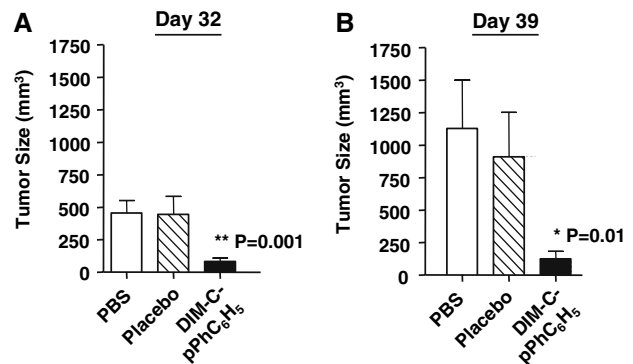 A
Day 32
Tumor Size (mm³)
1750
1500
1250
1000
750
500
250
0
** P=0.001
PBS
Placebo
DIM-C-
pPhC₆H₅
B
Day 39
Tumor Size (mm³)
1750
1500
1250
1000
750
500
250
0
* P=0.01
PBS
Placebo
DIM-C-
pPhC₆H₅